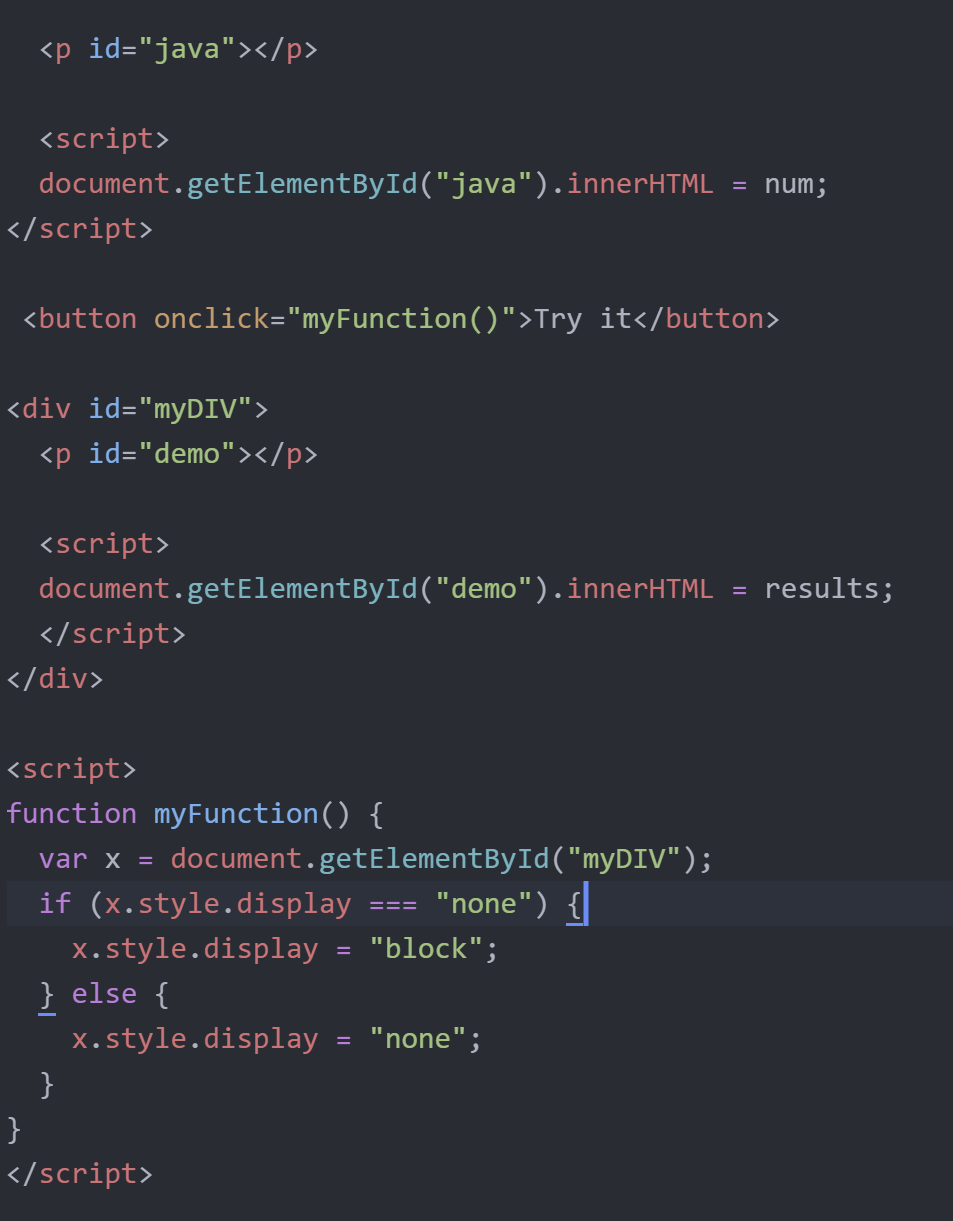 <p id="java"></p>
<script>
document.getElementById("java").innerHTML = num;
</script>
<button onclick="myFunction()">Try it</button>
<div id="myDIV">
<p id="demo"></p>
<script>
document.getElementById("demo").innerHTML = results;
</script>
</div>
<script>
function myFunction() {
var x = document.getElementById("myDIV");
if (x.style.display === "none") {
x.style.display = "block";
} else {
x.style.display = "none";
}
}
</script>